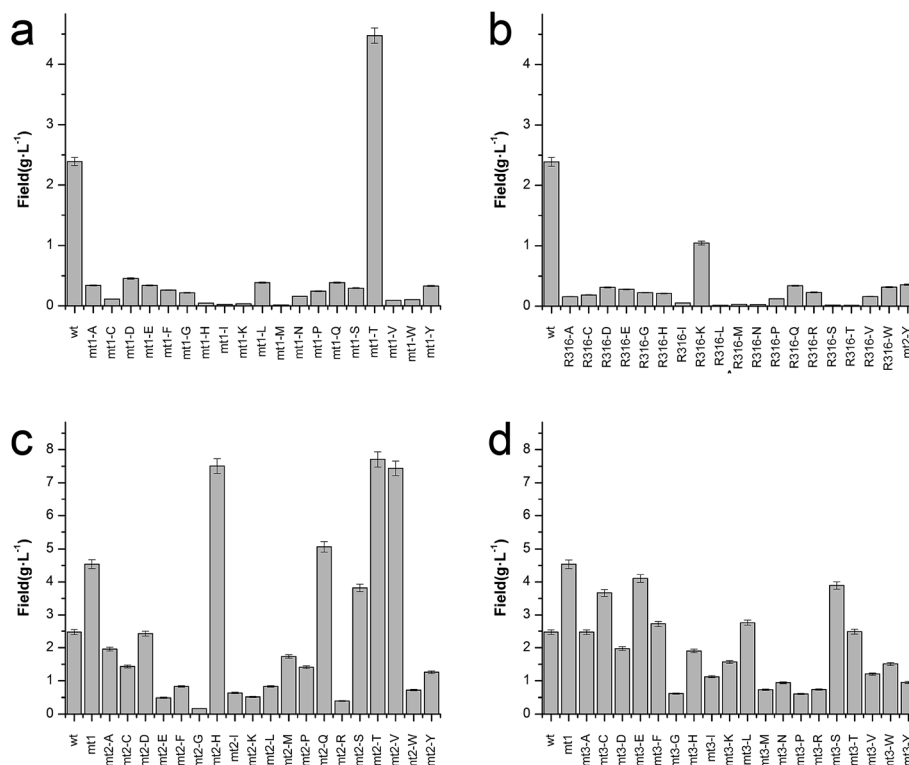 a
Field(g·L-1)
4
3
2
1
0
wt
mt1-A
mt1-C
mt1-D
mt1-E
mt1-F
mt1-G
mt1-H
mt1-I
mt1-K
mt1-L
mt1-M
mt1-N
mt1-P
mt1-Q
mt1-S
mt1-T
mt1-V
mt1-W
mt1-Y
b
Field(g·L-1)
4
3
2
1
0
wt
R316-A
R316-C
R316-D
R316-E
R316-G
R316-H
R316-I
R316-K
R316-L
R316-M
R316-N
R316-P
R316-Q
R316-R
R316-S
R316-T
R316-V
R316-W
mt2-Y
c
Field(g·L-1)
8
7
6
5
4
3
2
1
0
wt
mt1
mt2-A
mt2-C
mt2-D
mt2-E
mt2-F
mt2-G
mt2-H
mt2-I
mt2-K
mt2-L
mt2-M
mt2-P
mt2-Q
mt2-R
mt2-S
mt2-T
mt2-V
mt2-W
mt2-Y
d
Field(g·L-1)
8
7
6
5
4
3
2
1
0
wt
mt1
mt3-A
mt3-C
mt3-D
mt3-E
mt3-F
mt3-G
mt3-H
mt3-I
mt3-K
mt3-L
mt3-M
mt3-N
mt3-P
mt3-R
mt3-S
mt3-T
mt3-V
mt3-W
mt3-Y